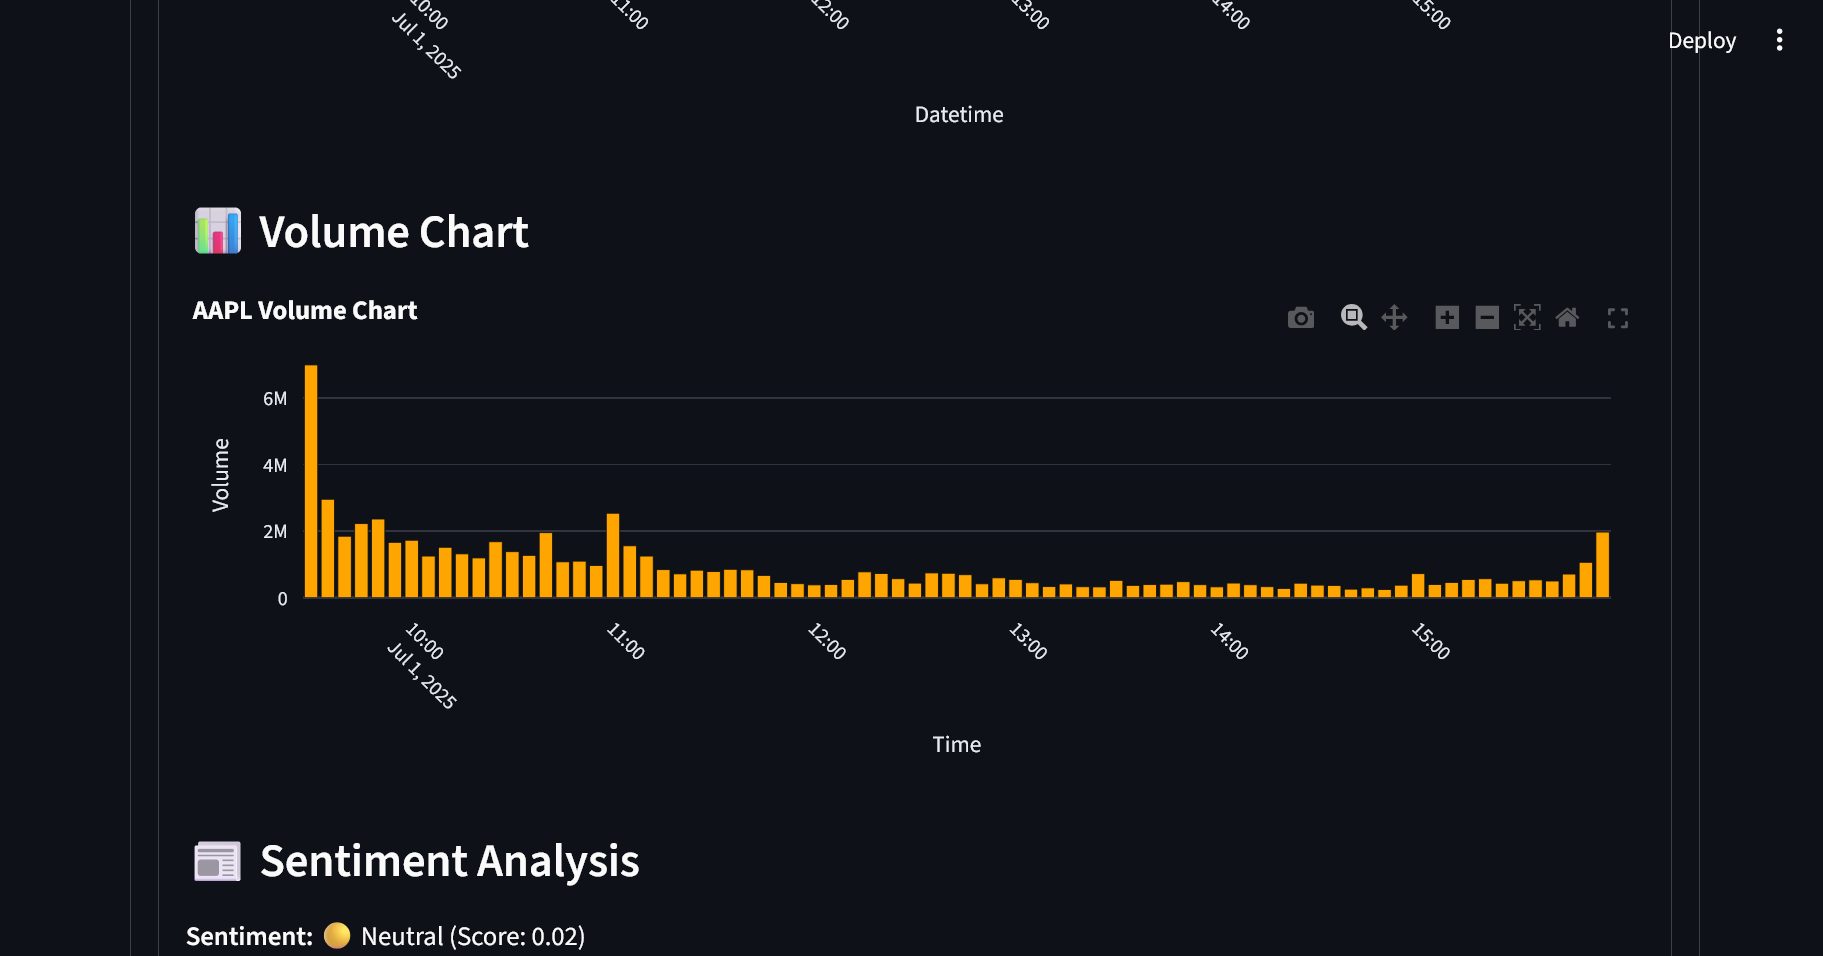 10:00
Jul 1, 2025
11:00
12:00
13:00
14:00
15:00
Deploy
Datetime
Volume Chart
AAPL Volume Chart
6M
4M
2M
0
Volume
10:00
Jul 1, 2025
11:00
12:00
13:00
14:00
15:00
Time
Sentiment Analysis
Sentiment: Neutral (Score: 0.02)